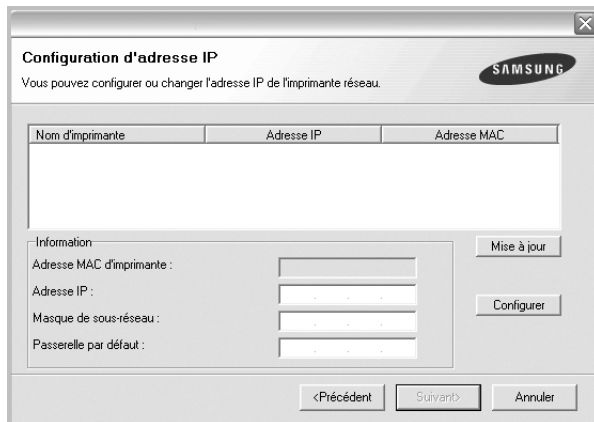 Configuration d'adresse IP
Vous pouvez configurer ou changer l'adresse IP de l'imprimante réseau.
SAMSUNG
Nom d'imprimante Adresse IP Adresse MAC
Information
Mise à jour
Adresse MAC d'imprimante :
Adresse IP :
Configurer
Masque de sous-réseau :
Passerelle par défaut :
<Précédent Suivant> Annuler